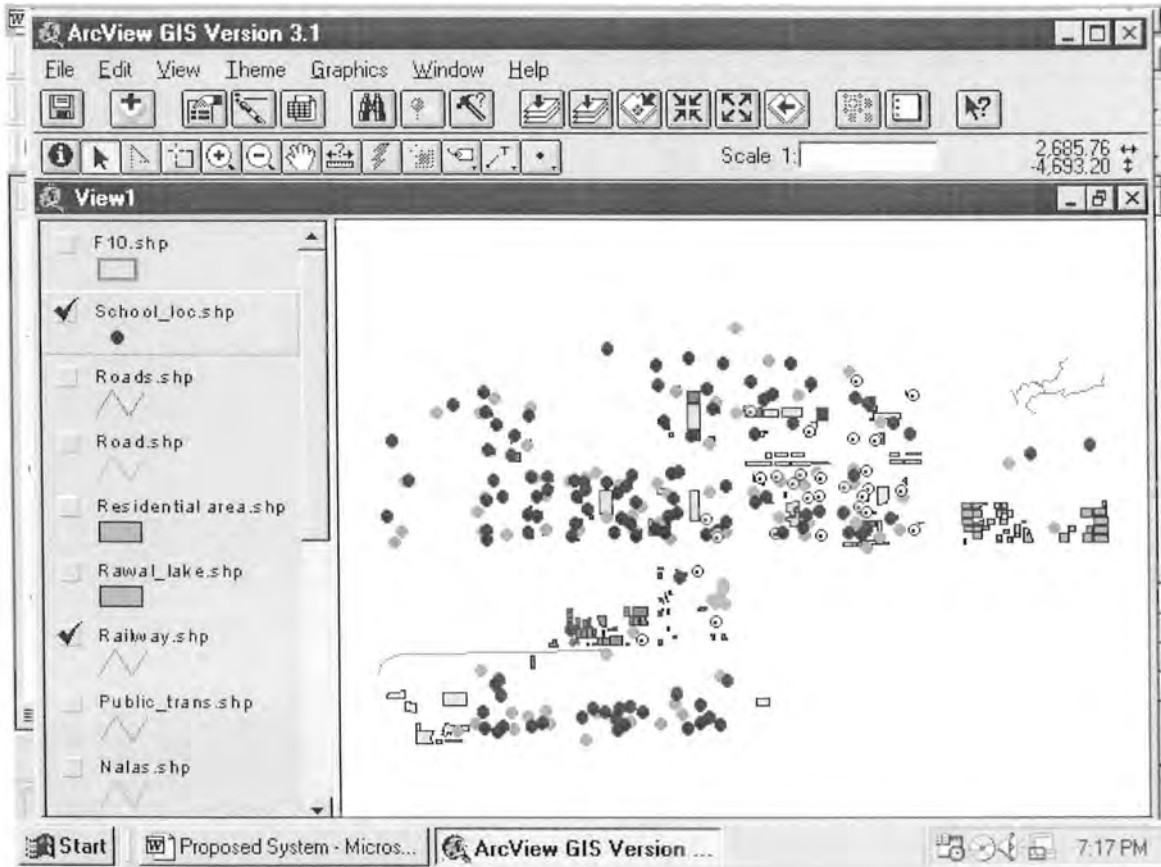 ArcView GIS Version 3.1
File Edit View Theme Graphics Window Help
Scale 1:
2,685.76
-4,693.20
View1
F10.shp
School_loc.shp
Roads.shp
Road.shp
Residential area.shp
Rawal_lake.shp
Railway.shp
Public_trans.shp
Nalas.shp
Start
Proposed System - Micros...
ArcView GIS Version ...
7:17 PM